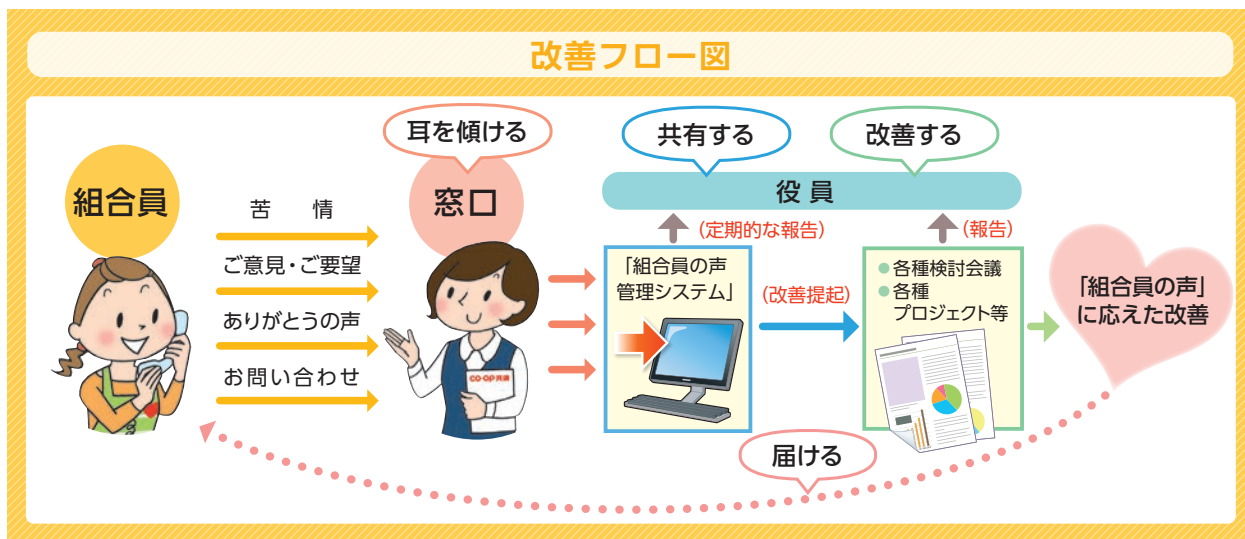 改善フロー図
組合員
苦 情
ご意見・ご要望
ありがとうの声
お問い合わせ
耳を傾ける
窓口
CO・OP共済
共有する
改善する
役員
(定期的な報告)
(報告)
「組合員の声
管理システム」
(改善提起)
●各種検討会議
●各種
プロジェクト等
「組合員の声」
に応えた改善
届ける